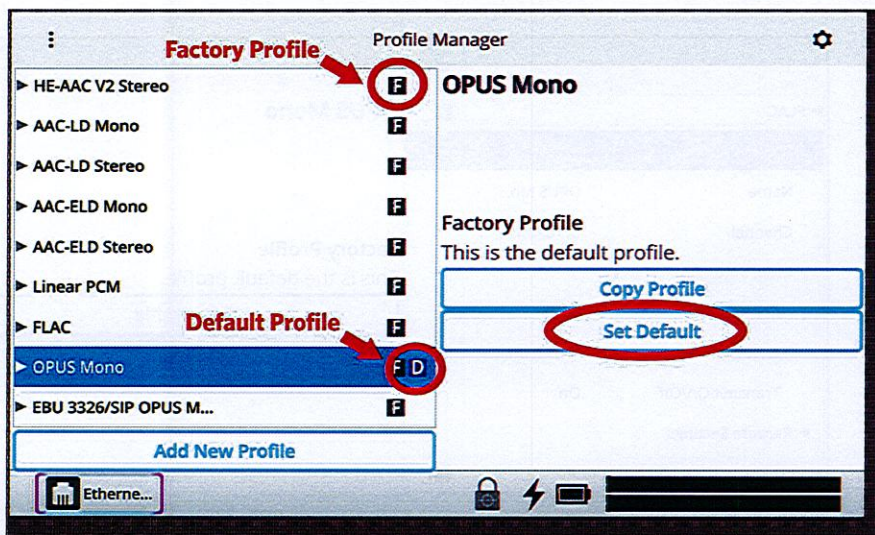 Profile Manager
Factory Profile
HE-AAC V2 Stereo F
AAC-LD Mono F
AAC-LD Stereo F
AAC-ELD Mono F
AAC-ELD Stereo F
Linear PCM F
FLAC F
Default Profile
OPUS Mono F D
EBU 3326/SIP OPUS M... F
Add New Profile
OPUS Mono
Factory Profile
This is the default profile.
Copy Profile
Set Default
Etherne...